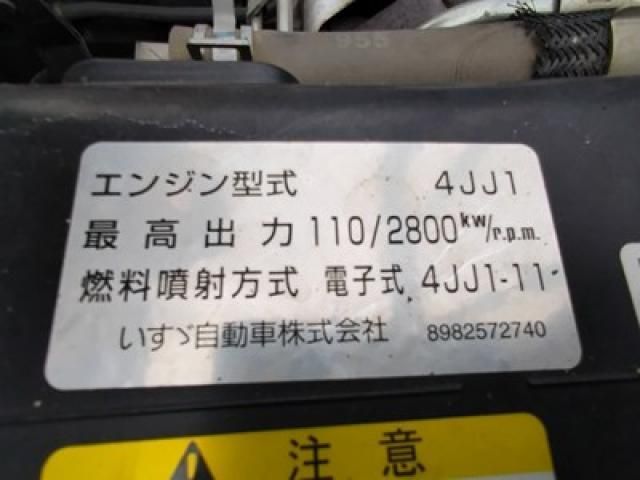 955
エンジン型式 4JJ1
最高出力 110/2800kw/r.p.m.
燃料噴射方式 電子式 4JJ1-11
いすゞ自動車株式会社 8982572740
注意